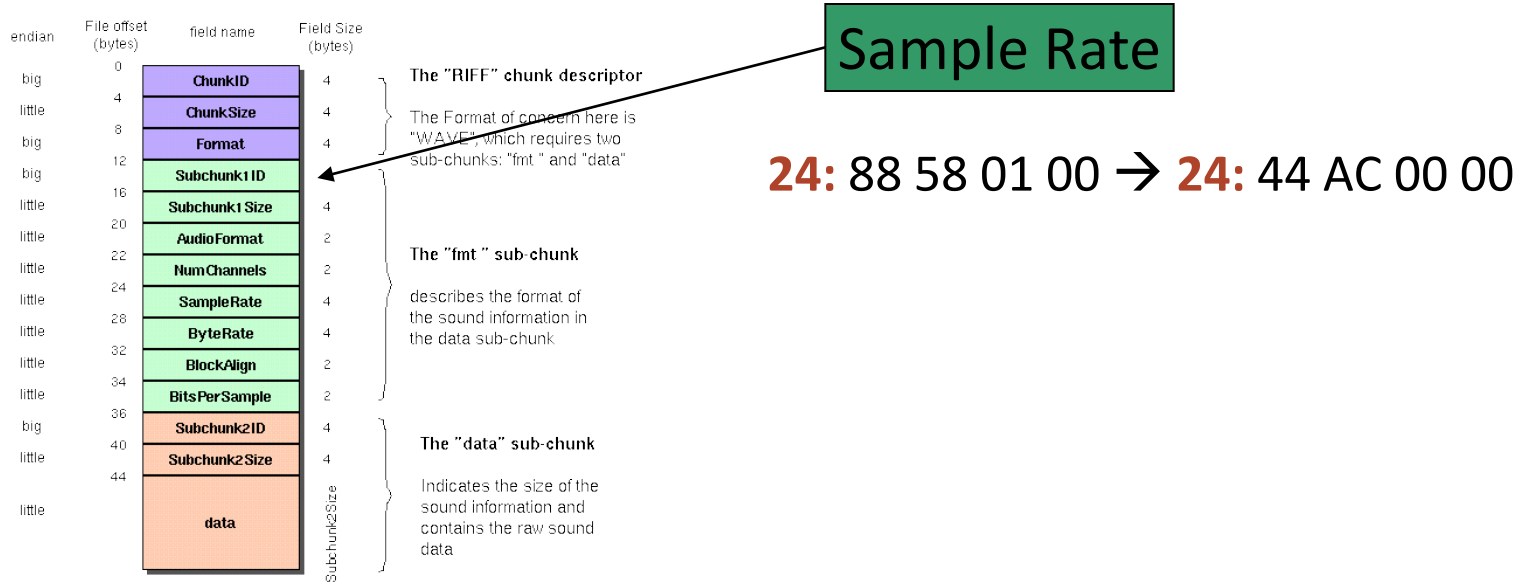 endian File offset (bytes) field name Field Size (bytes)
0
big ChunkID 4
4
little ChunkSize 4
8
big Format 4
12
big Subchunk1 ID
16
little Subchunk1 Size 4
20
little AudioFormat 2
22
little NumChannels 2
24
little SampleRate 4
28
little ByteRate 4
32
little BlockAlign 2
34
little BitsPerSample 2
36
big Subchunk2ID 4
40
little Subchunk2Size 4
44
little data Subchunk2Size
The "RIFF" chunk descriptor
The Format of concern here is
"WAVE", which requires two
sub-chunks: "fmt " and "data"
The "fmt " sub-chunk
describes the format of
the sound information in
the data sub-chunk
The "data" sub-chunk
Indicates the size of the
sound information and
contains the raw sound
data
Sample Rate
24: 88 58 01 00 → 24: 44 AC 00 00